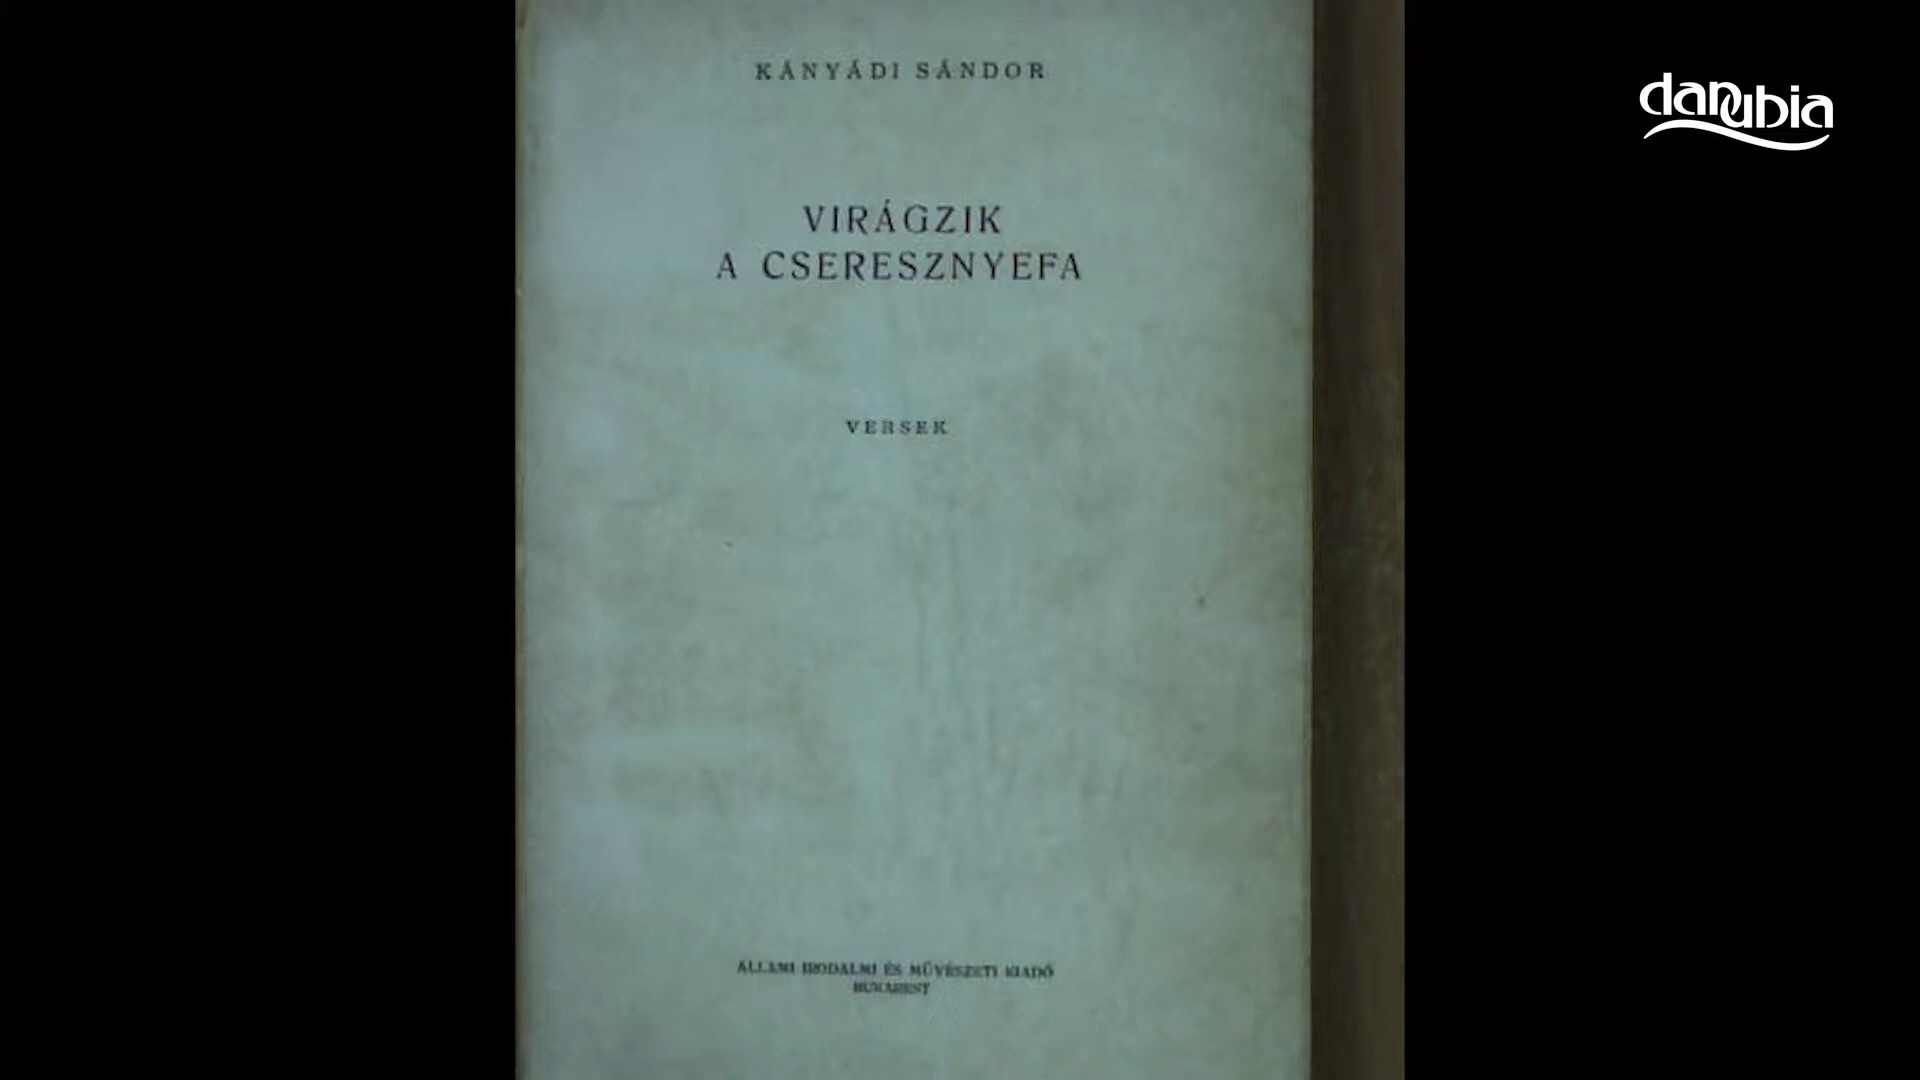 KÁNYÁDI SÁNDOR
danubia
VIRÁGZIK
A CSERESZNYEFA
VERSEK
ÁLLAMI IRODALMI ÉS MŰVÉSZETI KIADÓ
BUKAREST